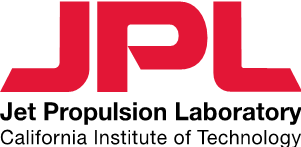 JPL
Jet Propulsion Laboratory
California Institute of Technology